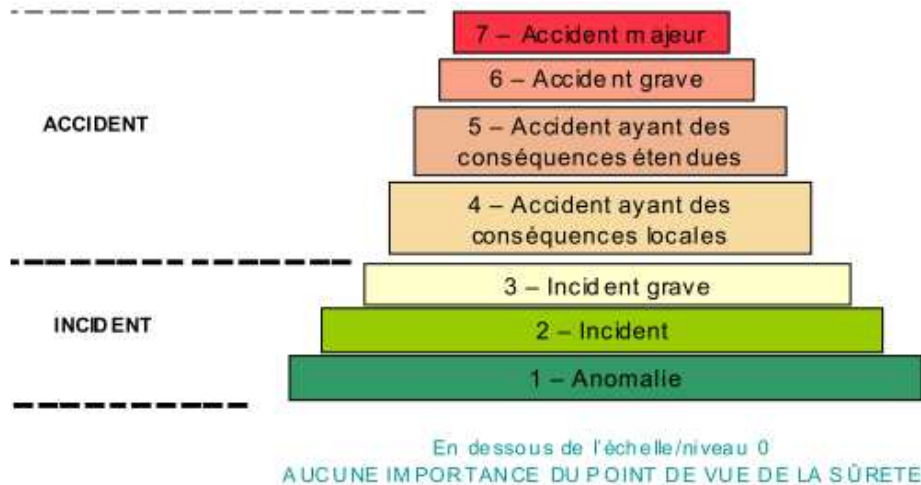 7 – Accident majeur
6 – Accident grave
ACCIDENT
5 – Accident ayant des
conséquences étendues
4 – Accident ayant des
conséquences locales
3 – Incident grave
INCIDENT
2 – Incident
1 – Anomalie
En dessous de l'échelle/niveau 0
AUCUNE IMPORTANCE DU POINT DE VUE DE LA SÛRETE